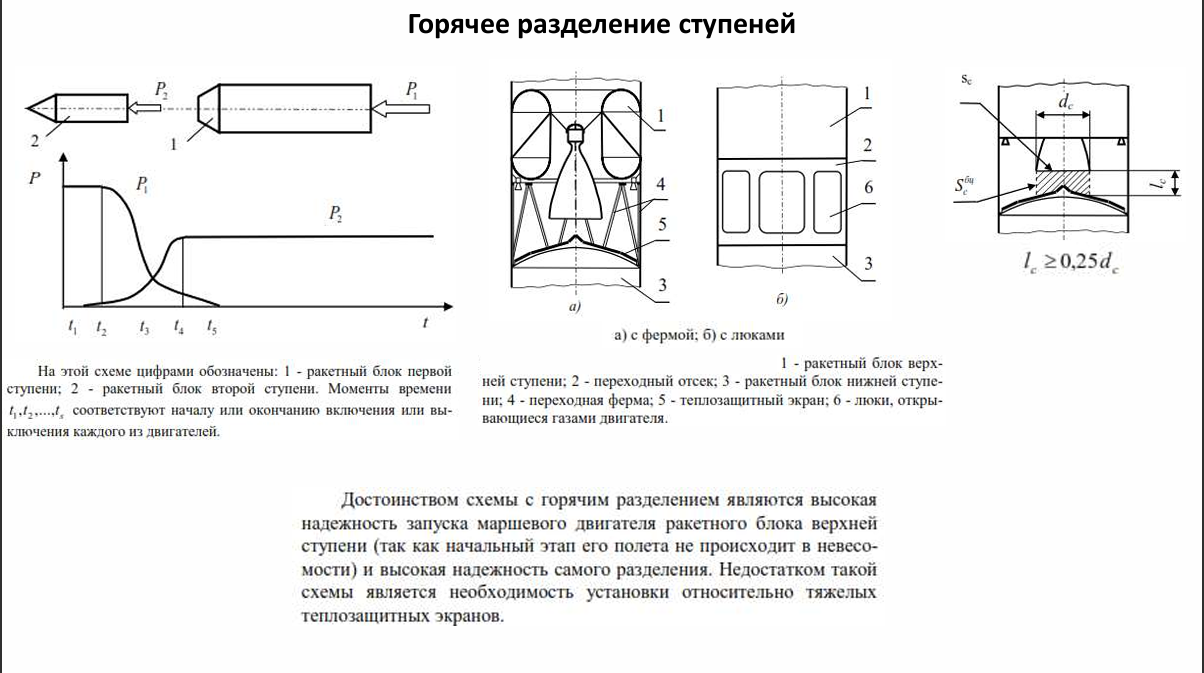 Горячее разделение ступеней
P₂
P₁
2
1
P
P₁
P₂
t₁ t₂ t₃ t₄ t₅ t
На этой схеме цифрами обозначены: 1 - ракетный блок первой
ступени; 2 - ракетный блок второй ступени. Моменты времени
t₁,t₂,...,tₓ соответствуют началу или окончанию включения или вы-
ключения каждого из двигателей.
1
4
5
3
а)
1
2
6
3
б)
а) с фермой; б) с люками
1 - ракетный блок верх-
ней ступени; 2 - переходный отсек; 3 - ракетный блок нижней ступе-
ни; 4 - переходная ферма; 5 - теплозащитный экран; 6 - люки, откры-
вающиеся газами двигателя.
sc
dc
Sc бц
lc
lc ≥ 0,25dc
Достоинством схемы с горячим разделением являются высокая
надежность запуска маршевого двигателя ракетного блока верхней
ступени (так как начальный этап его полета не происходит в невесо-
мости) и высокая надежность самого разделения. Недостатком такой
схемы является необходимость установки относительно тяжелых
теплозащитных экранов.